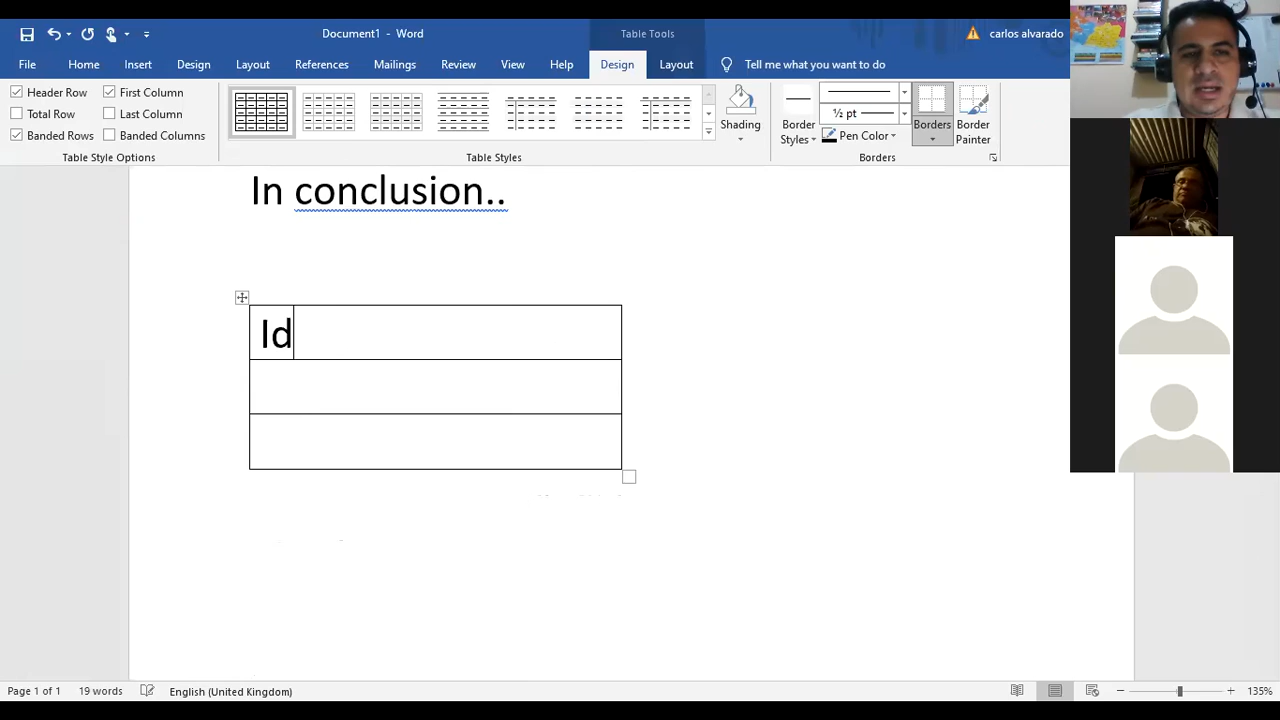 Document1 - Word
Table Tools
carlos alvarado
File
Home
Insert
Design
Layout
References
Mailings
Review
View
Help
Design
Layout
Tell me what you want to do
Header Row
First Column
Total Row
Last Column
Banded Rows
Banded Columns
Table Style Options
Table Styles
Shading
Border
Styles
½ pt
Pen Color
Borders
Border
Painter
Borders
In conclusion..
Id
Page 1 of 1
19 words
English (United Kingdom)
135%